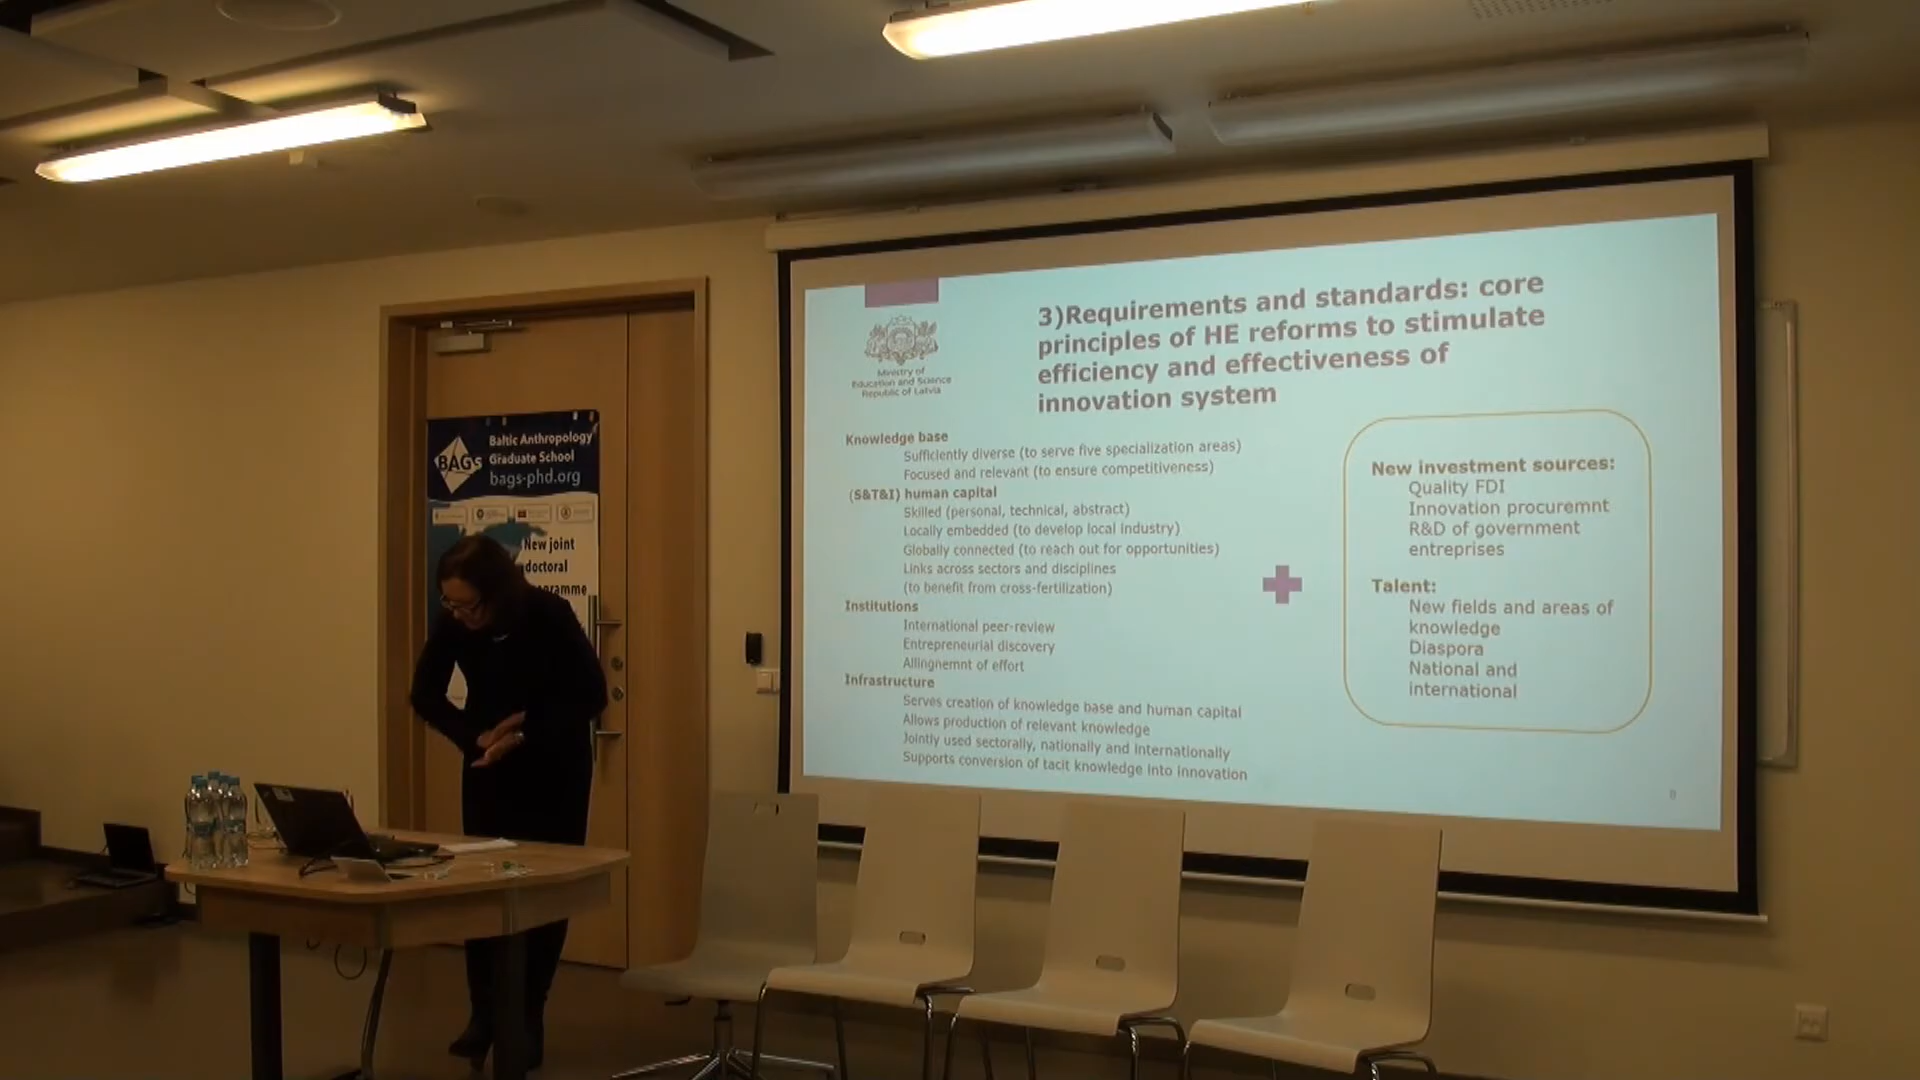 Baltic Anthropology
Graduate School
bags-phd.org
BAGs
New joint
doctoral
Ministry of
Education and Science
Republic of Latvia
3)Requirements and standards: core
principles of HE reforms to stimulate
efficiency and effectiveness of
innovation system
Knowledge base
Sufficiently diverse (to serve five specialization areas)
Focused and relevant (to ensure competitiveness)
(S&T&I) human capital
Skilled (personal, technical, abstract)
Locally embedded (to develop local industry)
Globally connected (to reach out for opportunities)
Links across sectors and disciplines
(to benefit from cross-fertilization)
Institutions
International peer-review
Entrepreneurial discovery
Allingnemnt of effort
Infrastructure
Serves creation of knowledge base and human capital
Allows production of relevant knowledge
Jointly used sectorally, nationally and internationally
Supports conversion of tacit knowledge into innovation
New investment sources:
Quality FDI
Innovation procuremnt
R&D of government
entreprises
Talent:
New fields and areas of
knowledge
Diaspora
National and
international